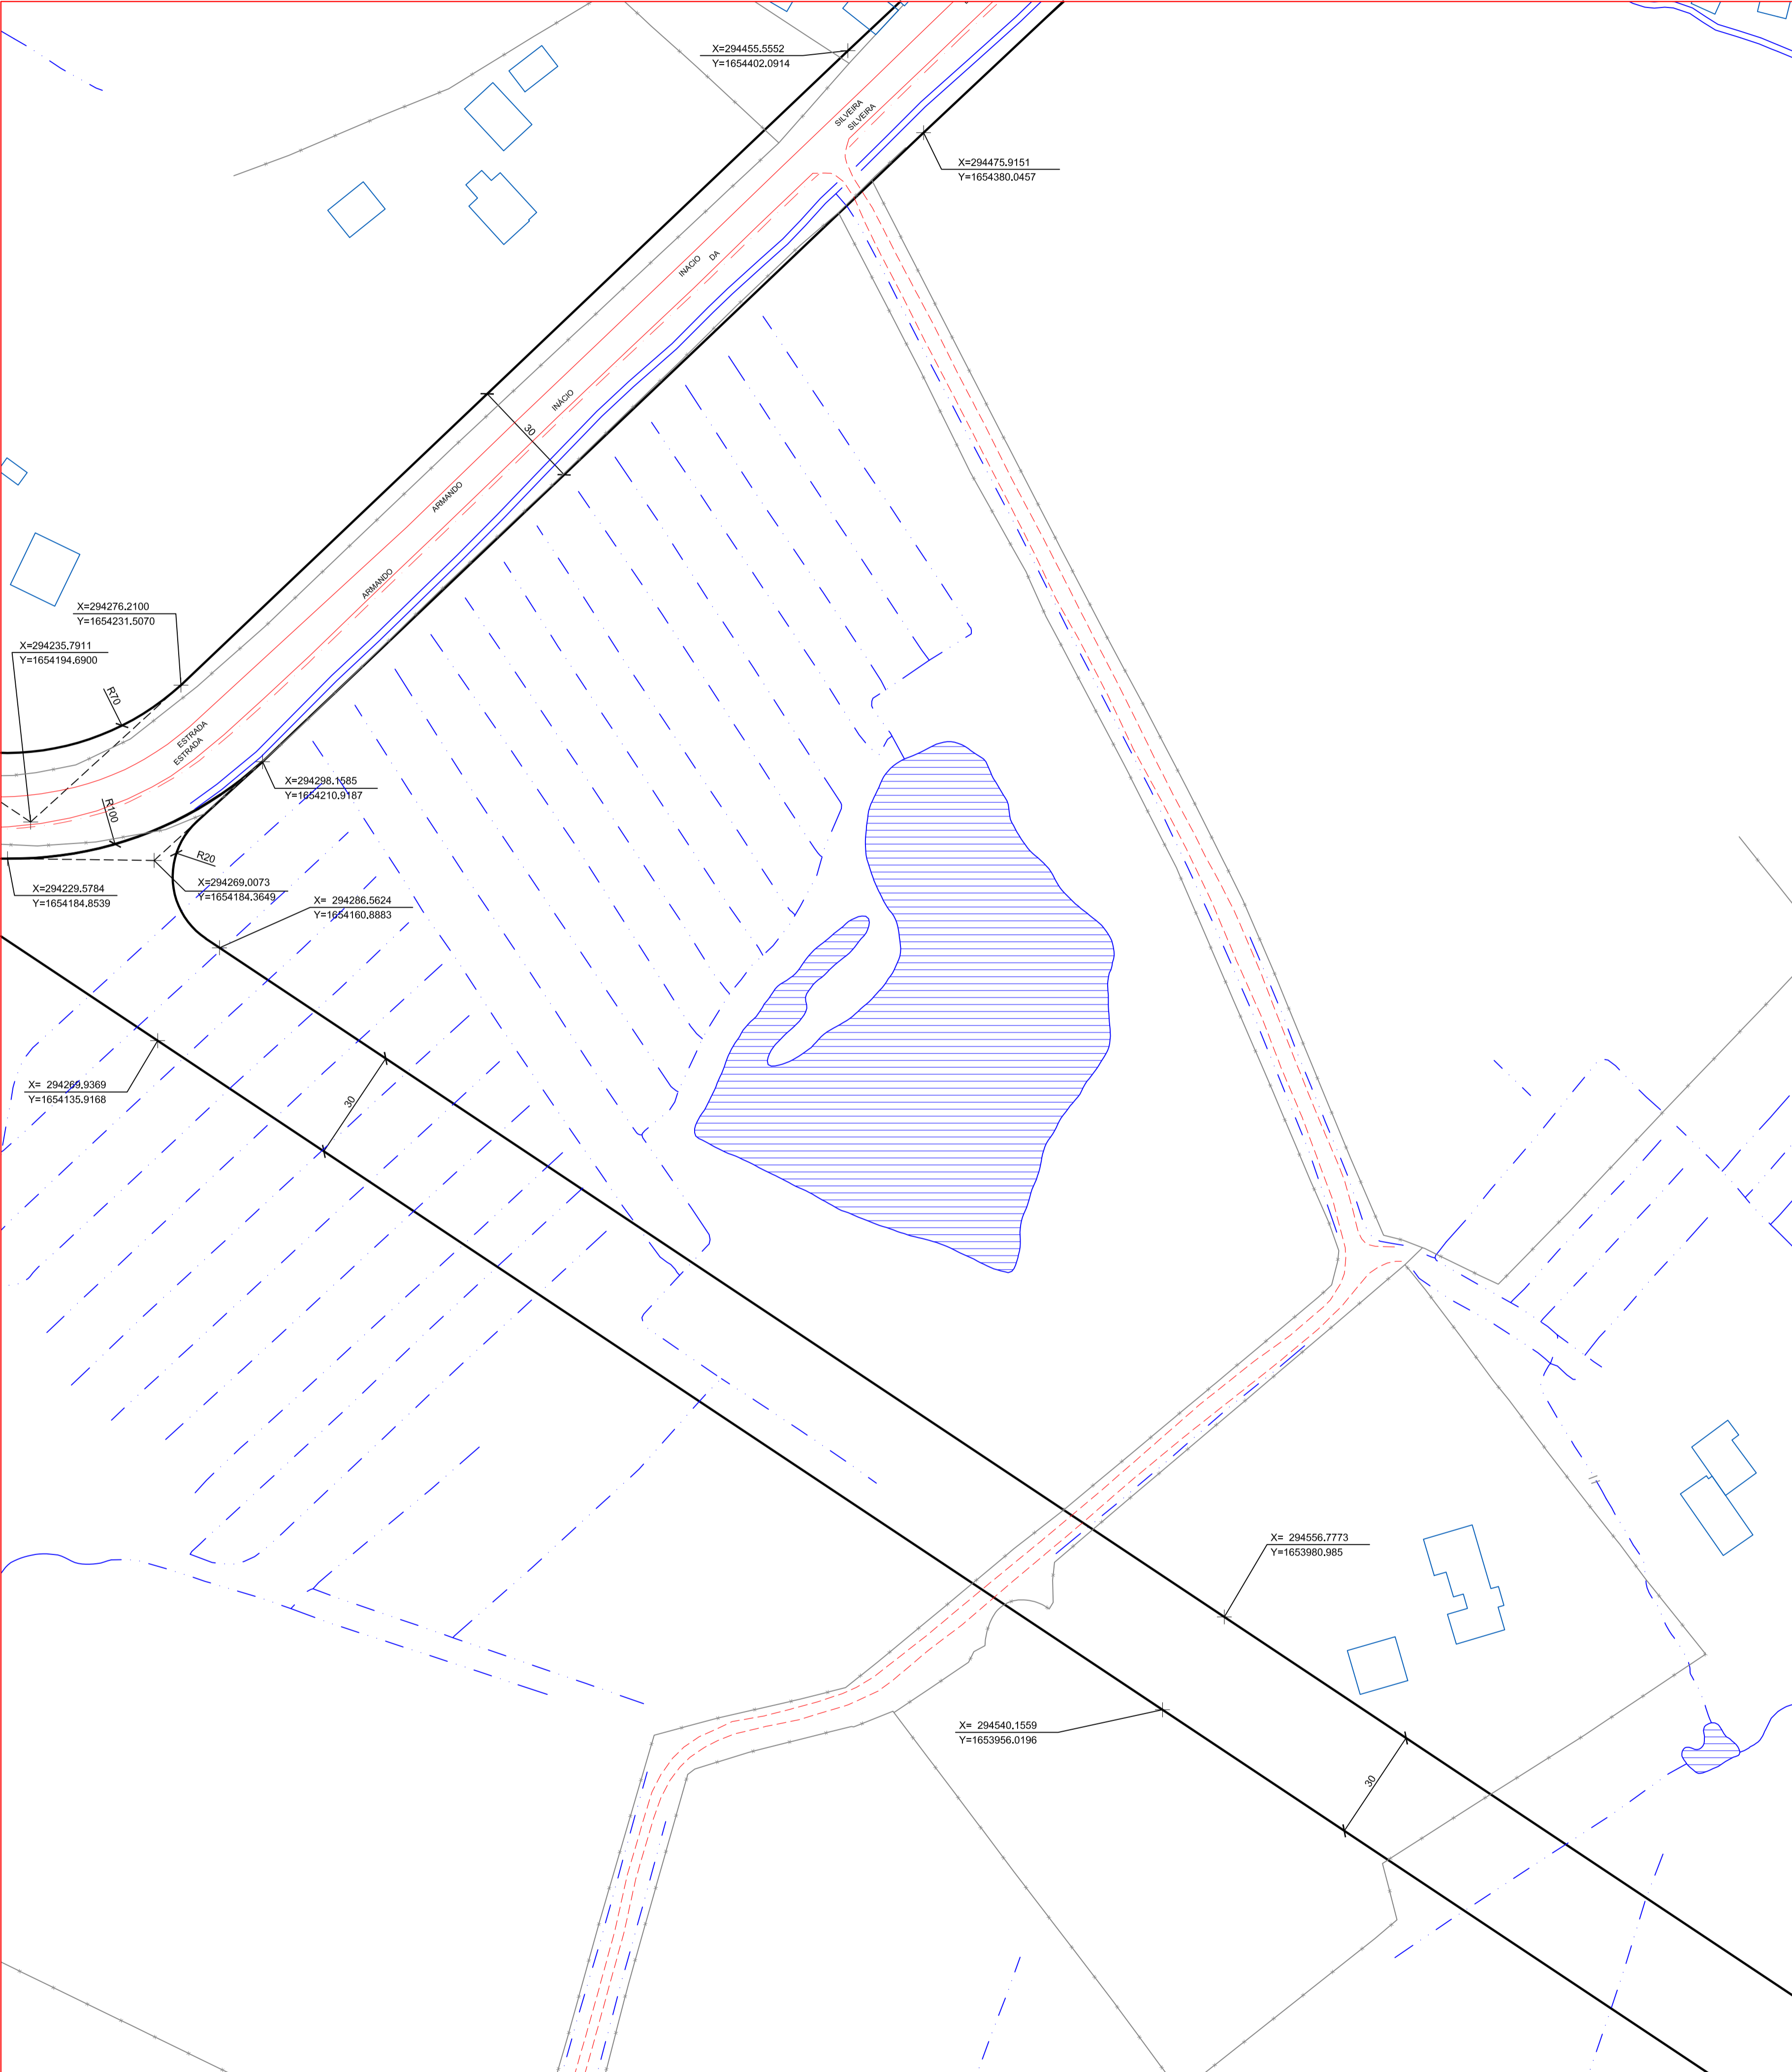 X=294455.5552
Y=1654402.0914
SILVEIRA
SILVEIRA
X=294475.9151
Y=1654380.0457
INACIO
DA
INÁCIO
30
ARMANDO
ARMANDO
X=294276.2100
Y=1654231.5070
X=294235.7911
Y=1654194.6900
R70
ESTRADA
ESTRADA
X=294298.1585
Y=1654210.9187
R100
R20
X=294269.0073
Y=1654184.3649
X=294229.5784
Y=1654184.8539
X= 294286.5624
Y=1654160.8883
X= 294269.9369
Y=1654135.9168
30
X= 294556.7773
Y=1653980.985
X= 294540.1559
Y=1653956.0196
30